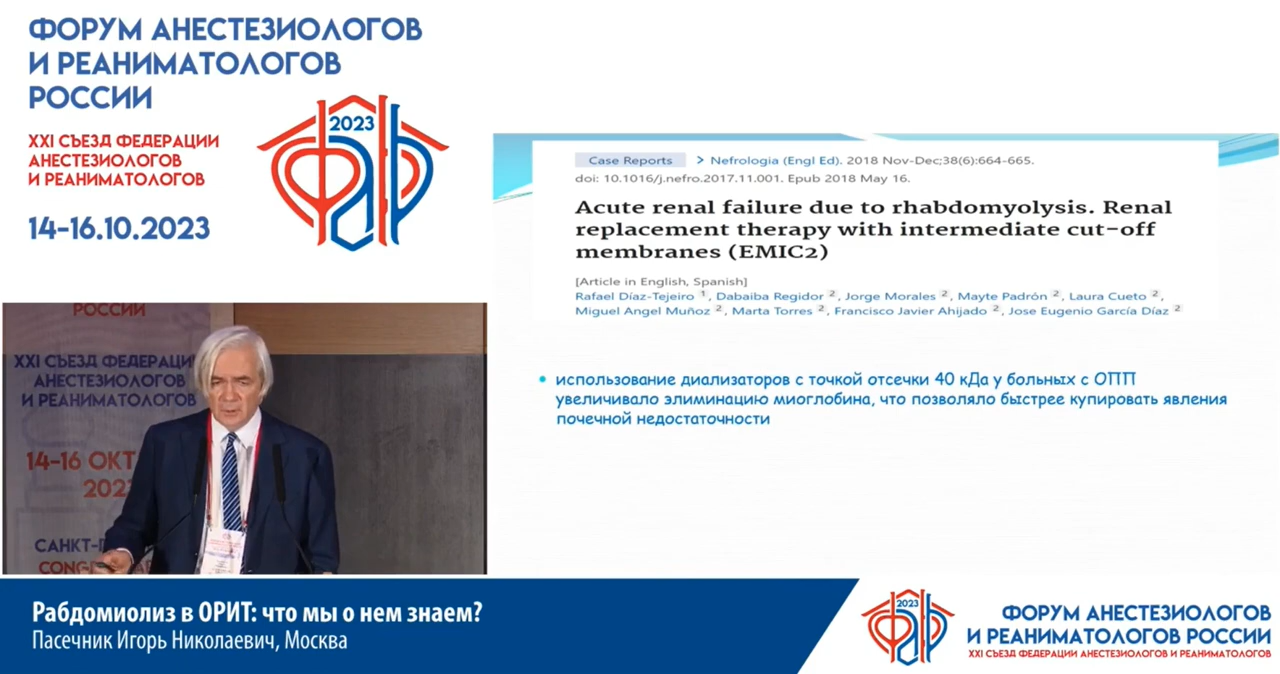 ФОРУМ АНЕСТЕЗИОЛОГОВ
И РЕАНИМАТОЛОГОВ
РОССИИ
XXI СЪЕЗД ФЕДЕРАЦИИ
АНЕСТЕЗИОЛОГОВ
И РЕАНИМАТОЛОГОВ
14-16.10.2023
2023
ФАР
Case Reports > Nefrologia (Engl Ed). 2018 Nov-Dec;38(6):664-665.
doi: 10.1016/j.nefro.2017.11.001. Epub 2018 May 16.
Acute renal failure due to rhabdomyolysis. Renal
replacement therapy with intermediate cut-off
membranes (EMIC2)
[Article in English, Spanish]
Rafael Díaz-Tejeiro 1, Dabaiba Regidor 2, Jorge Morales 2, Mayte Padrón 2, Laura Cueto 2,
Miguel Angel Muñoz 2, Marta Torres 2, Francisco Javier Ahijado 2, Jose Eugenio García Díaz 2
• использование диализаторов с точкой отсечки 40 кДа у больных с ОПП
увеличивало элиминацию миоглобина, что позволяло быстрее купировать явления
почечной недостаточности
РОССИИ
XXI СЪЕЗД ФЕДЕРАЦИ
АНЕСТЕЗИОЛОГОВ
И РЕАНИМАТОЛОГОВ
14-16 ОКТ
202
САНКТ-П
CONG
Рабдомиолиз в ОРИТ: что мы о нем знаем?
Пасечник Игорь Николаевич, Москва
2023
ФАР
ФОРУМ АНЕСТЕЗИОЛОГОВ
И РЕАНИМАТОЛОГОВ РОССИИ
XXI СЪЕЗД ФЕДЕРАЦИИ АНЕСТЕЗИОЛОГОВ И РЕАНИМАТОЛОГОВ